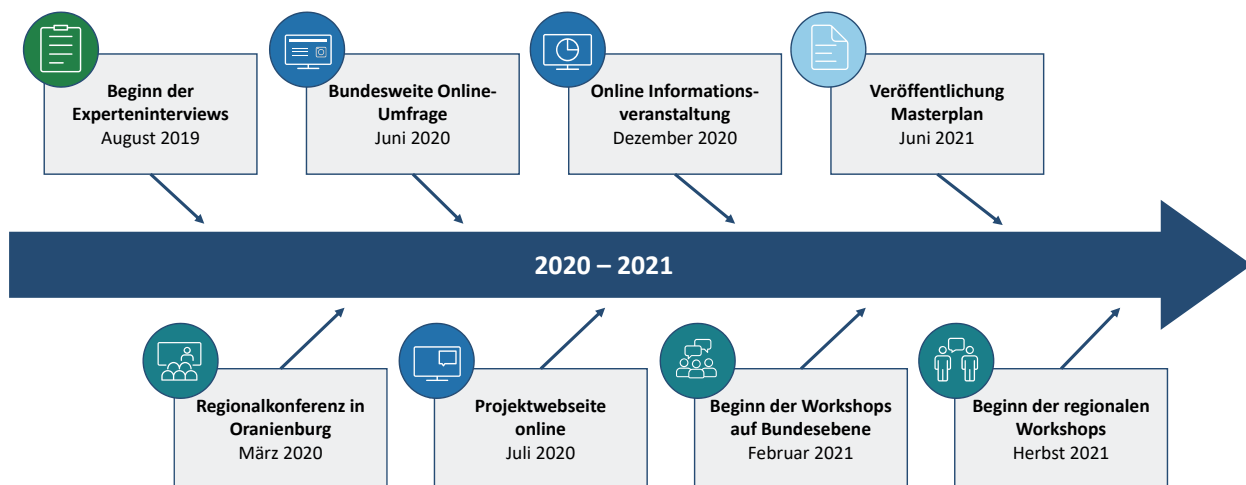 Beginn der
Experteninterviews
August 2019
Bundesweite Online-
Umfrage
Juni 2020
Online Informations-
veranstaltung
Dezember 2020
Veröffentlichung
Masterplan
Juni 2021
2020 – 2021
Regionalkonferenz in
Oranienburg
März 2020
Projektwebseite
online
Juli 2020
Beginn der Workshops
auf Bundesebene
Februar 2021
Beginn der regionalen
Workshops
Herbst 2021